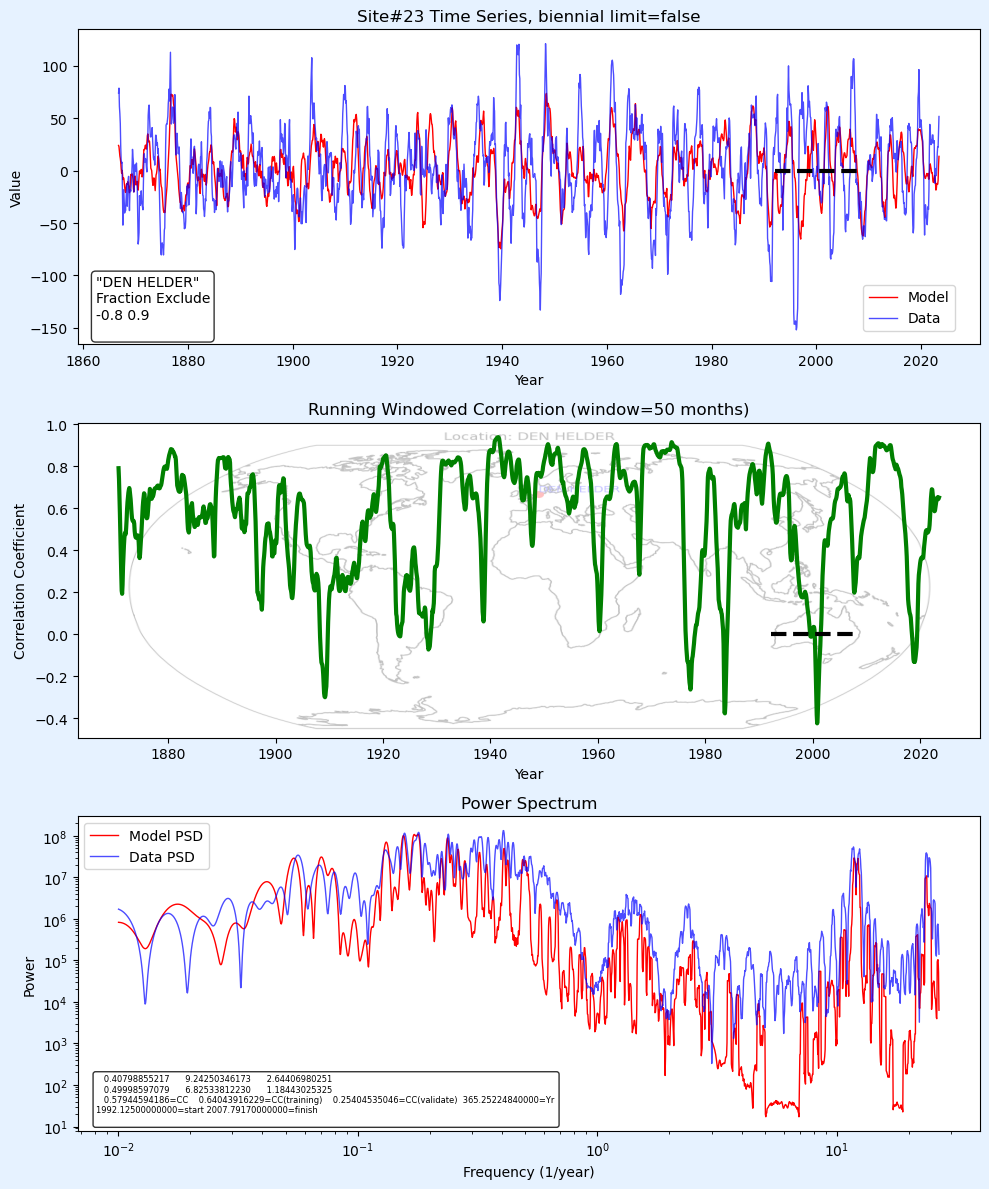 Site#23 Time Series, biennial limit=false
Value
100
50
0
−50
−100
−150
"DEN HELDER"
Fraction Exclude
-0.8 0.9
Model
Data
1860 1880 1900 1920 1940 1960 1980 2000 2020
Year
Running Windowed Correlation (window=50 months)
Location: DEN HELDER
Correlation Coefficient
1.0
0.8
0.6
0.4
0.2
0.0
−0.2
−0.4
HELDER
1880 1900 1920 1940 1960 1980 2000 2020
Year
Power Spectrum
Model PSD
Data PSD
Power
10^8
10^7
10^6
10^5
10^4
10^3
10^2
10^1
0.40798855217 9.24250346173 2.64406980251
0.49998597079 6.82533812230 1.18443025325
0.57944594186=CC 0.64043916229=CC(training) 0.25404535046=CC(validate) 365.25224840000=Yr
1992.12500000000=start 2007.79170000000=finish
10^−2 10^−1 10^0 10^1
Frequency (1/year)